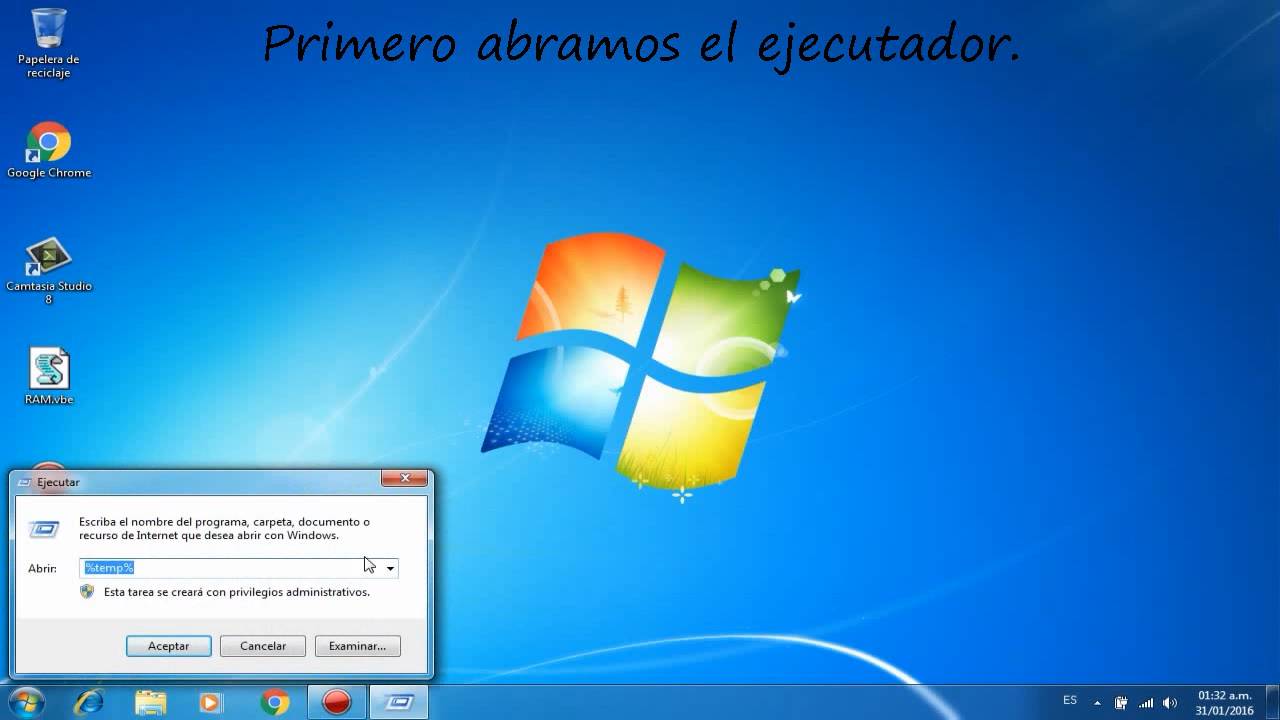 Primero abramos el ejecutador.
Papelera de
reciclaje
Google Chrome
Camtasia Studio
8
RAM.vbe
Ejecutar
Escriba el nombre del programa, carpeta, documento o
recurso de Internet que desea abrir con Windows.
Abrir:
%temp%
Esta tarea se creará con privilegios administrativos.
Aceptar
Cancelar
Examinar...
ES
01:32 a.m.
31/01/2016